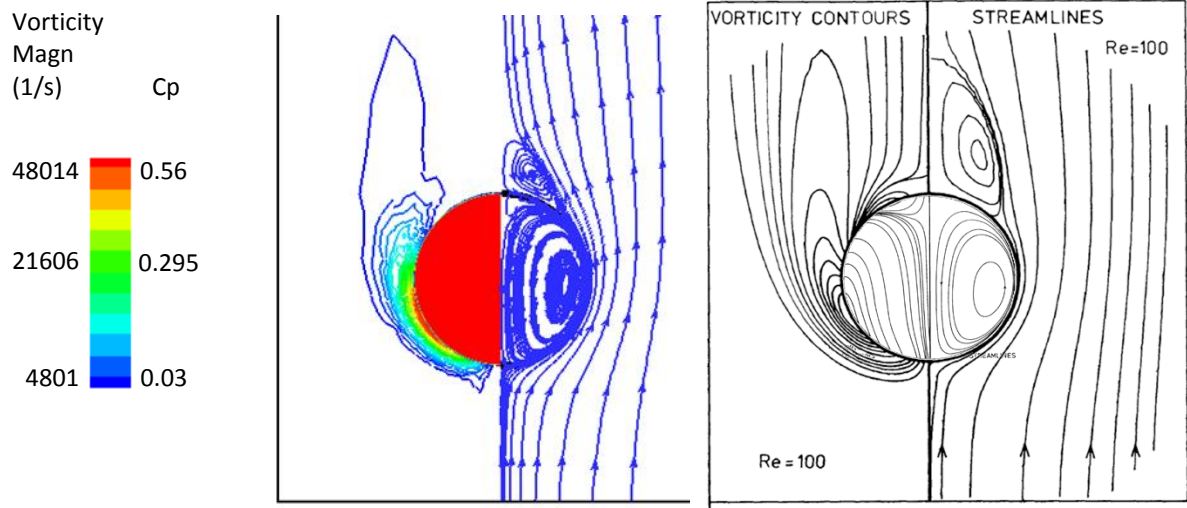 Vorticity
Magn
(1/s) Cp
48014 0.56
21606 0.295
4801 0.03
VORTICITY CONTOURS STREAMLINES
Re=100
STREAMLINES
Re=100